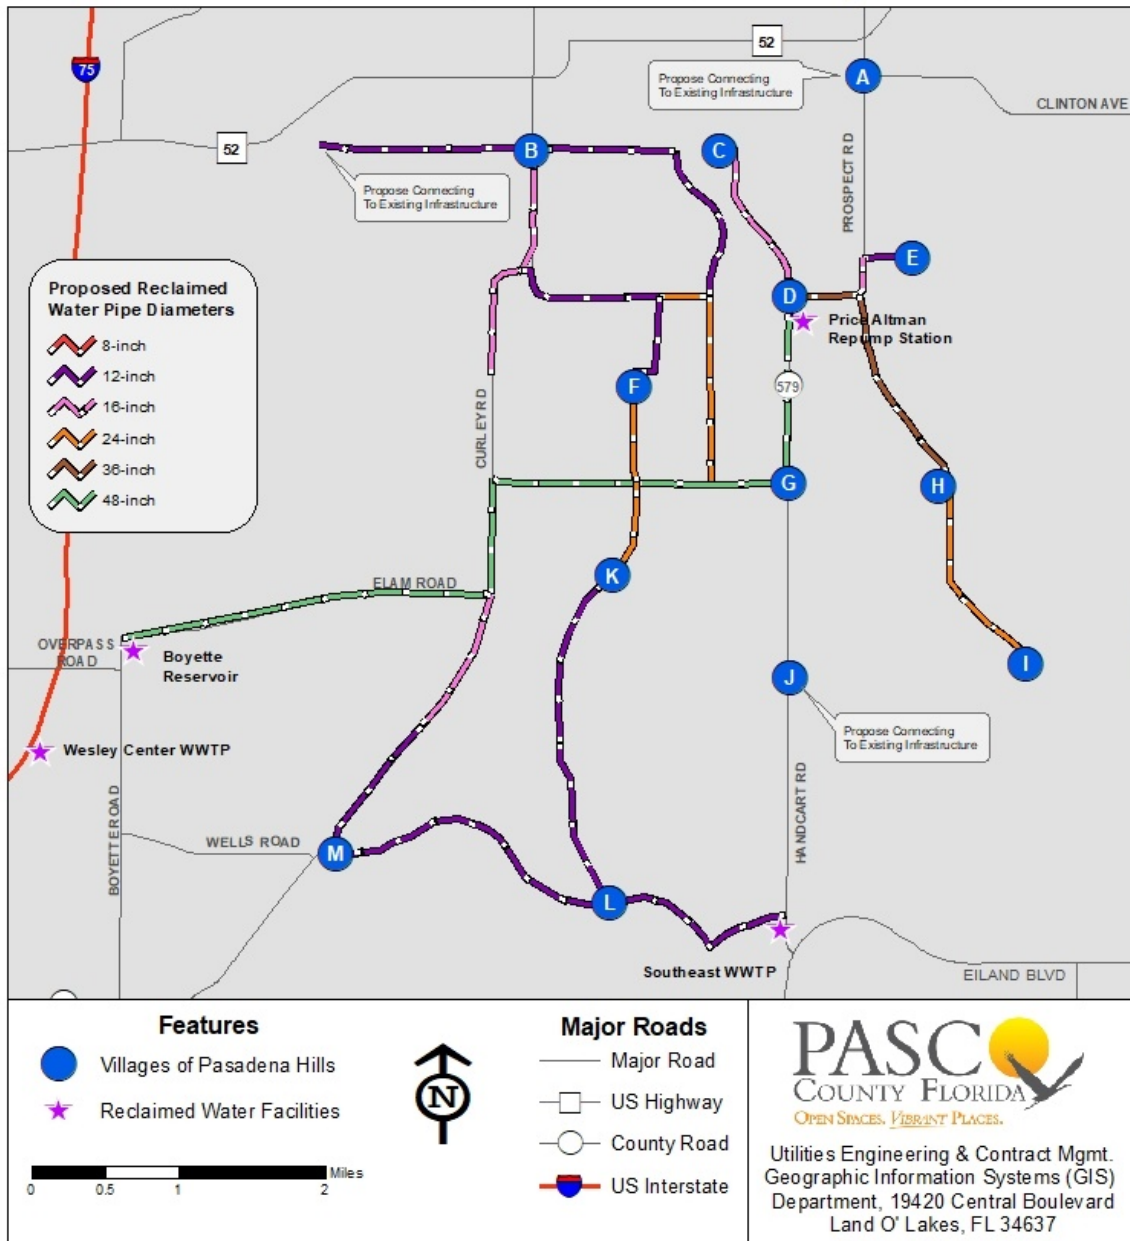 52
A
75
Propose Connecting
To Existing Infrastructure
CLINTON AVE
52
B
C
Propose Connecting
To Existing Infrastructure
PROSPECT RD
E
Proposed Reclaimed
Water Pipe Diameters
8-inch
12-inch
16-inch
24-inch
36-inch
48-inch
D
Price Altman
Repump Station
F
579
CURLEY RD
G
H
K
ELAM ROAD
OVERPASS
ROAD
Boyette
Reservoir
I
J
Propose Connecting
To Existing Infrastructure
Wesley Center WWTP
HANDCART RD
BOYETTE ROAD
WELLS ROAD
M
L
Southeast WWTP
EILAND BLVD
Features
Villages of Pasadena Hills
Reclaimed Water Facilities
0 0.5 1 2 Miles
N
Major Roads
Major Road
US Highway
County Road
US Interstate
PASCO
COUNTY FLORIDA
OPEN SPACES. VIBRANT PLACES.
Utilities Engineering & Contract Mgmt.
Geographic Information Systems (GIS)
Department, 19420 Central Boulevard
Land O' Lakes, FL 34637